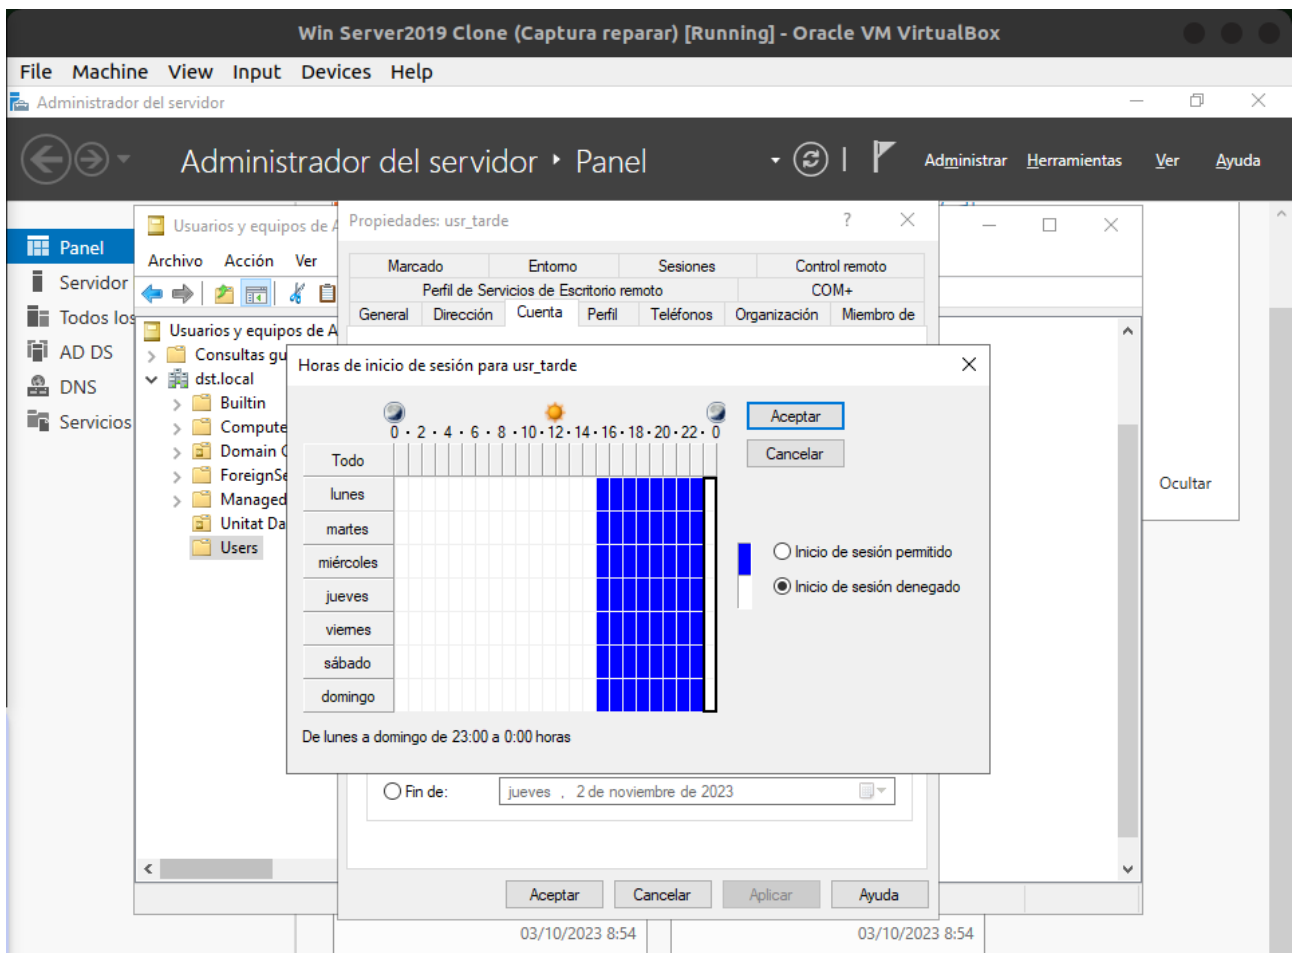 Win Server2019 Clone (Captura reparar) [Running] - Oracle VM VirtualBox
File Machine View Input Devices Help
Administrador del servidor
Administrador del servidor ‣ Panel
Administrar Herramientas Ver Ayuda
Panel
Servidor
Todos los
AD DS
DNS
Servicios
Usuarios y equipos de A
Archivo Acción Ver
Usuarios y equipos de A
Consultas gu
dst.local
Builtin
Compute
Domain C
ForeignSe
Managed
Unitat Da
Users
Propiedades: usr_tarde
Marcado Entorno Sesiones Control remoto
Perfil de Servicios de Escritorio remoto COM+
General Dirección Cuenta Perfil Teléfonos Organización Miembro de
Horas de inicio de sesión para usr_tarde
0 · 2 · 4 · 6 · 8 · 10 · 12 · 14 · 16 · 18 · 20 · 22 · 0
Todo
lunes
martes
miércoles
jueves
viernes
sábado
domingo
Aceptar
Cancelar
Inicio de sesión permitido
Inicio de sesión denegado
De lunes a domingo de 23:00 a 0:00 horas
Ocultar
Fin de: jueves , 2 de noviembre de 2023
Aceptar Cancelar Aplicar Ayuda
03/10/2023 8:54 03/10/2023 8:54